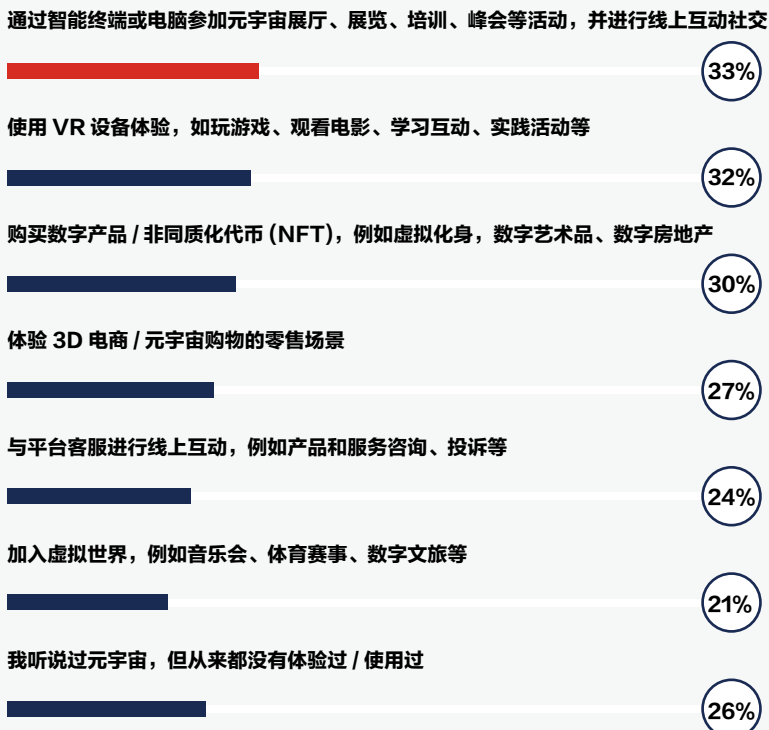 通过智能终端或电脑参加元宇宙展厅、展览、培训、峰会等活动，并进行线上互动社交
33%
使用 VR 设备体验，如玩游戏、观看电影、学习互动、实践活动等
32%
购买数字产品 / 非同质化代币 (NFT)，例如虚拟化身，数字艺术品、数字房地产
30%
体验 3D 电商 / 元宇宙购物的零售场景
27%
与平台客服进行线上互动，例如产品和服务咨询、投诉等
24%
加入虚拟世界，例如音乐会、体育赛事、数字文旅等
21%
我听说过元宇宙，但从来都没有体验过 / 使用过
26%